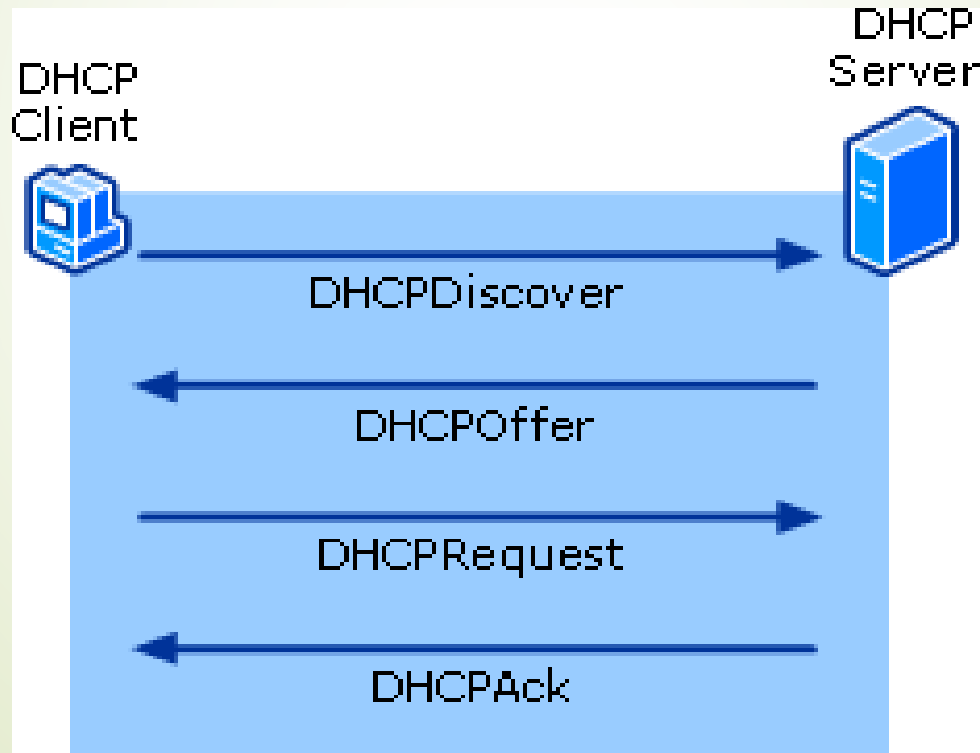 DHCP
Server
DHCP
Client
DHCPDiscover
DHCPOffer
DHCPRequest
DHCPAck